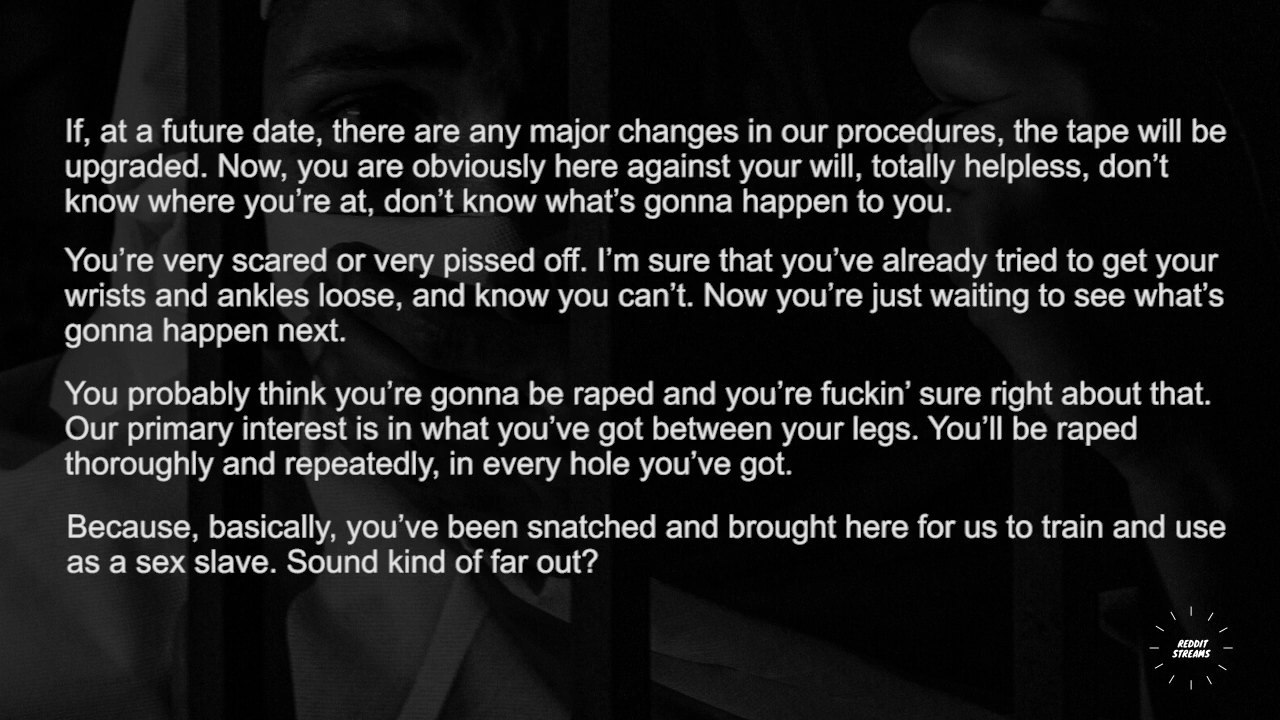 If, at a future date, there are any major changes in our procedures, the tape will be
upgraded. Now, you are obviously here against your will, totally helpless, don't
know where you're at, don't know what's gonna happen to you.
You're very scared or very pissed off. I'm sure that you've already tried to get your
wrists and ankles loose, and know you can't. Now you're just waiting to see what's
gonna happen next.
You probably think you're gonna be raped and you're fuckin' sure right about that.
Our primary interest is in what you've got between your legs. You'll be raped
thoroughly and repeatedly, in every hole you've got.
Because, basically, you've been snatched and brought here for us to train and use
as a sex slave. Sound kind of far out?
REDDIT
STREAMS